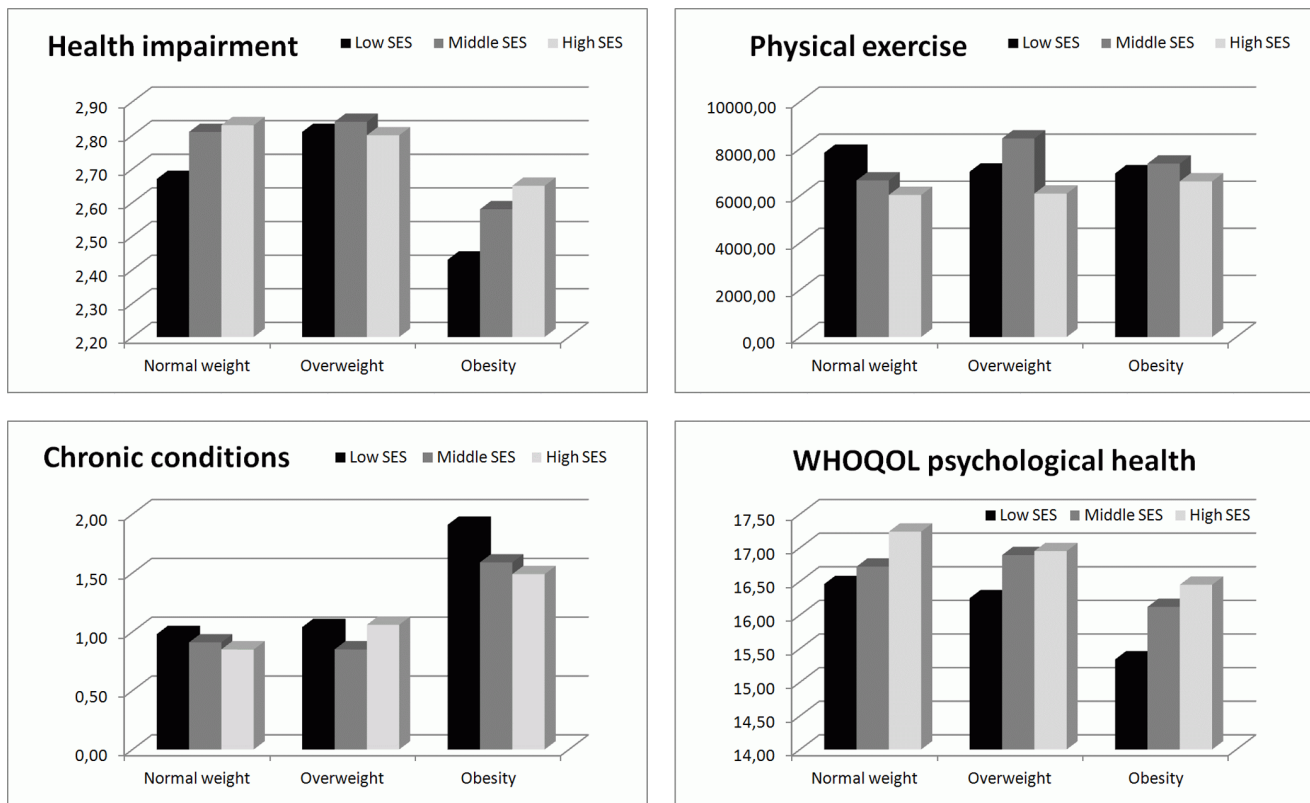 Health impairment
Low SES Middle SES High SES
2,90
2,80
2,70
2,60
2,50
2,40
2,30
2,20
Normal weight Overweight Obesity
Physical exercise
Low SES Middle SES High SES
10000,00
8000,00
6000,00
4000,00
2000,00
0,00
Normal weight Overweight Obesity
Chronic conditions
Low SES Middle SES High SES
2,00
1,50
1,00
0,50
0,00
Normal weight Overweight Obesity
WHOQOL psychological health
Low SES Middle SES High SES
17,50
17,00
16,50
16,00
15,50
15,00
14,50
14,00
Normal weight Overweight Obesity